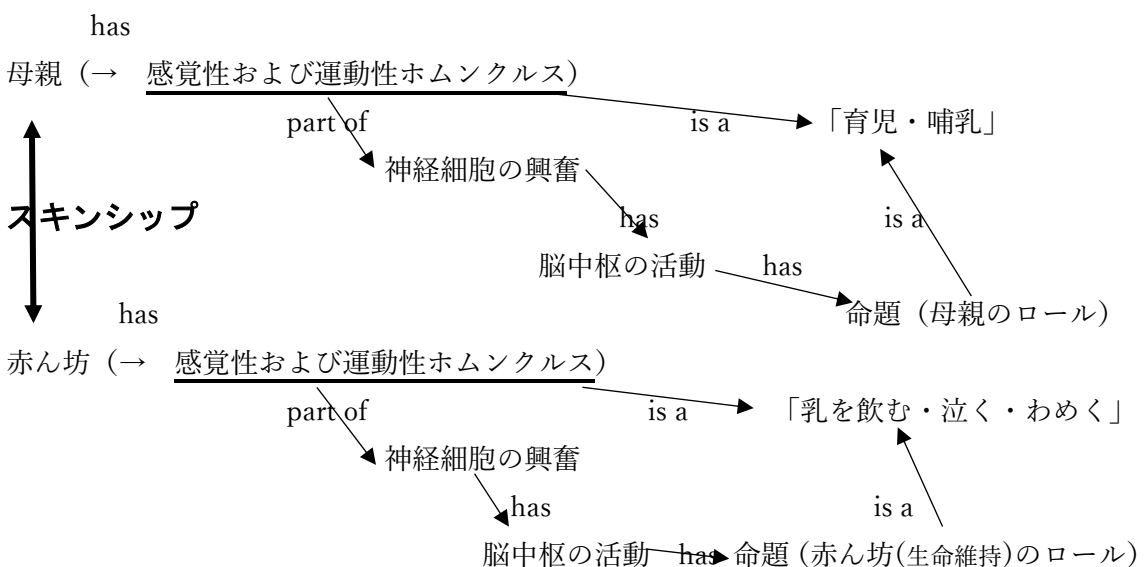 has
母親（→ 感覚性および運動性ホムンクルス）
part of is a 「育児・哺乳」
神経細胞の興奮
スキンシップ has is a
脳中枢の活動 has
命題（母親のロール）
has
赤ん坊（→ 感覚性および運動性ホムンクルス）
part of is a 「乳を飲む・泣く・わめく」
神経細胞の興奮
has is a
脳中枢の活動 has 命題 (赤ん坊(生命維持)のロール)